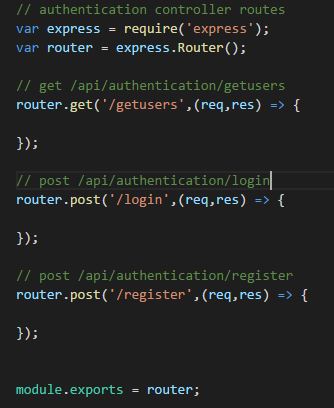 // authentication controller routes
var express = require('express');
var router = express.Router();
// get /api/authentication/getusers
router.get('/getusers',(req,res) => {
});
// post /api/authentication/login
router.post('/login',(req,res) => {
});
// post /api/authentication/register
router.post('/register',(req,res) => {
});
module.exports = router;